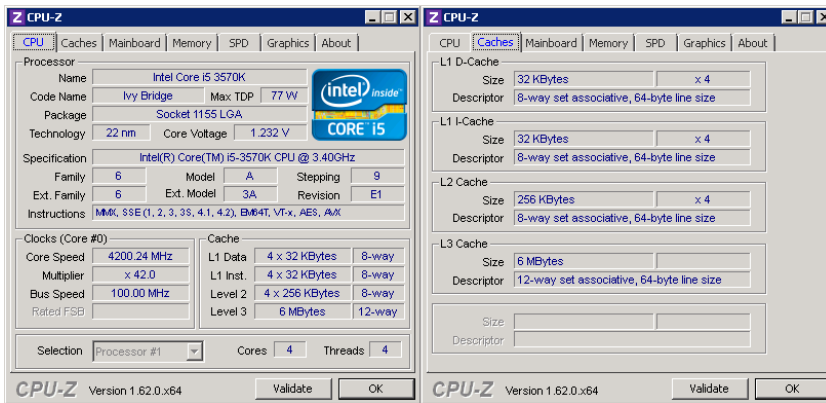 CPU-Z
CPU Caches Mainboard Memory SPD Graphics About
Processor
Name Intel Core i5 3570K
Code Name Ivy Bridge Max TDP 77 W
Package Socket 1155 LGA
Technology 22 nm Core Voltage 1.232 V
intel inside™
CORE™ i5
Specification Intel(R) Core(TM) i5-3570K CPU @ 3.40GHz
Family 6 Model A Stepping 9
Ext. Family 6 Ext. Model 3A Revision E1
Instructions MMX, SSE (1, 2, 3, 3S, 4.1, 4.2), EM64T, VT-x, AES, AVX
Clocks (Core #0)
Core Speed 4200.24 MHz
Multiplier x 42.0
Bus Speed 100.00 MHz
Rated FSB
Cache
L1 Data 4 x 32 KBytes 8-way
L1 Inst. 4 x 32 KBytes 8-way
Level 2 4 x 256 KBytes 8-way
Level 3 6 MBytes 12-way
Selection Processor #1 Cores 4 Threads 4
CPU-Z Version 1.62.0.x64 Validate OK
CPU-Z
CPU Caches Mainboard Memory SPD Graphics About
L1 D-Cache
Size 32 KBytes x 4
Descriptor 8-way set associative, 64-byte line size
L1 I-Cache
Size 32 KBytes x 4
Descriptor 8-way set associative, 64-byte line size
L2 Cache
Size 256 KBytes x 4
Descriptor 8-way set associative, 64-byte line size
L3 Cache
Size 6 MBytes
Descriptor 12-way set associative, 64-byte line size
Size
Descriptor
CPU-Z Version 1.62.0.x64 Validate OK